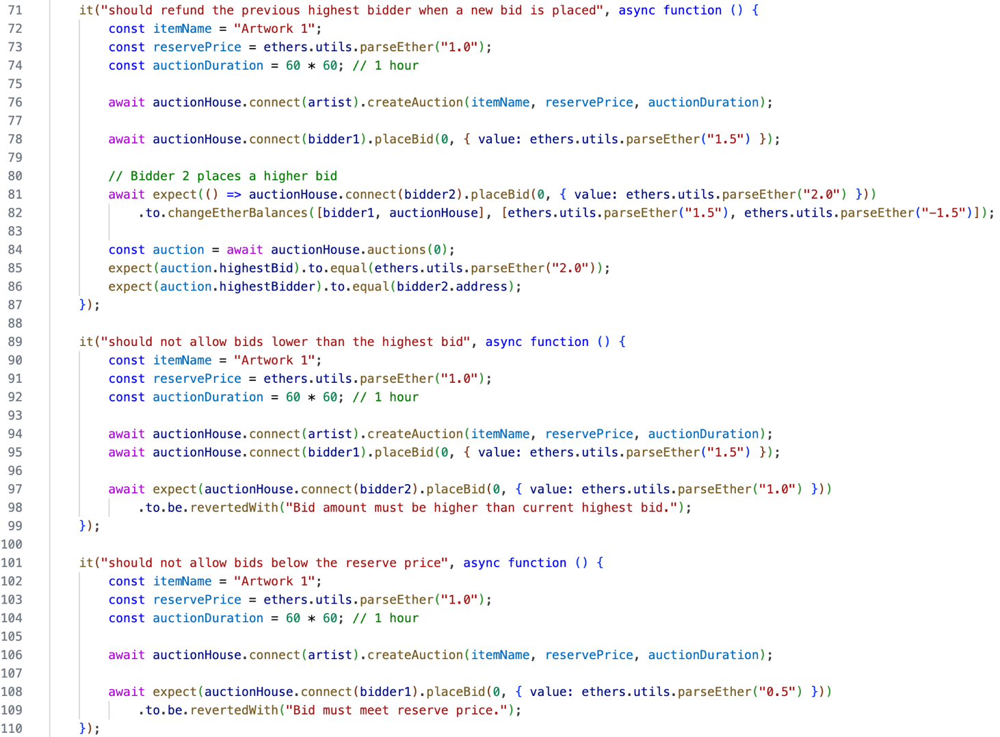 71 it("should refund the previous highest bidder when a new bid is placed", async function () {
72 const itemName = "Artwork 1";
73 const reservePrice = ethers.utils.parseEther("1.0");
74 const auctionDuration = 60 * 60; // 1 hour
75
76 await auctionHouse.connect(artist).createAuction(itemName, reservePrice, auctionDuration);
77
78 await auctionHouse.connect(bidder1).placeBid(0, { value: ethers.utils.parseEther("1.5") });
79
80 // Bidder 2 places a higher bid
81 await expect(() => auctionHouse.connect(bidder2).placeBid(0, { value: ethers.utils.parseEther("2.0") }))
82 .to.changeEtherBalances([bidder1, auctionHouse], [ethers.utils.parseEther("1.5"), ethers.utils.parseEther("-1.5")]);
83
84 const auction = await auctionHouse.auctions(0);
85 expect(auction.highestBid).to.equal(ethers.utils.parseEther("2.0"));
86 expect(auction.highestBidder).to.equal(bidder2.address);
87 });
88
89 it("should not allow bids lower than the highest bid", async function () {
90 const itemName = "Artwork 1";
91 const reservePrice = ethers.utils.parseEther("1.0");
92 const auctionDuration = 60 * 60; // 1 hour
93
94 await auctionHouse.connect(artist).createAuction(itemName, reservePrice, auctionDuration);
95 await auctionHouse.connect(bidder1).placeBid(0, { value: ethers.utils.parseEther("1.5") });
96
97 await expect(auctionHouse.connect(bidder2).placeBid(0, { value: ethers.utils.parseEther("1.0") }))
98 .to.be.revertedWith("Bid amount must be higher than current highest bid.");
99 });
100
101 it("should not allow bids below the reserve price", async function () {
102 const itemName = "Artwork 1";
103 const reservePrice = ethers.utils.parseEther("1.0");
104 const auctionDuration = 60 * 60; // 1 hour
105
106 await auctionHouse.connect(artist).createAuction(itemName, reservePrice, auctionDuration);
107
108 await expect(auctionHouse.connect(bidder1).placeBid(0, { value: ethers.utils.parseEther("0.5") }))
109 .to.be.revertedWith("Bid must meet reserve price.");
110 });